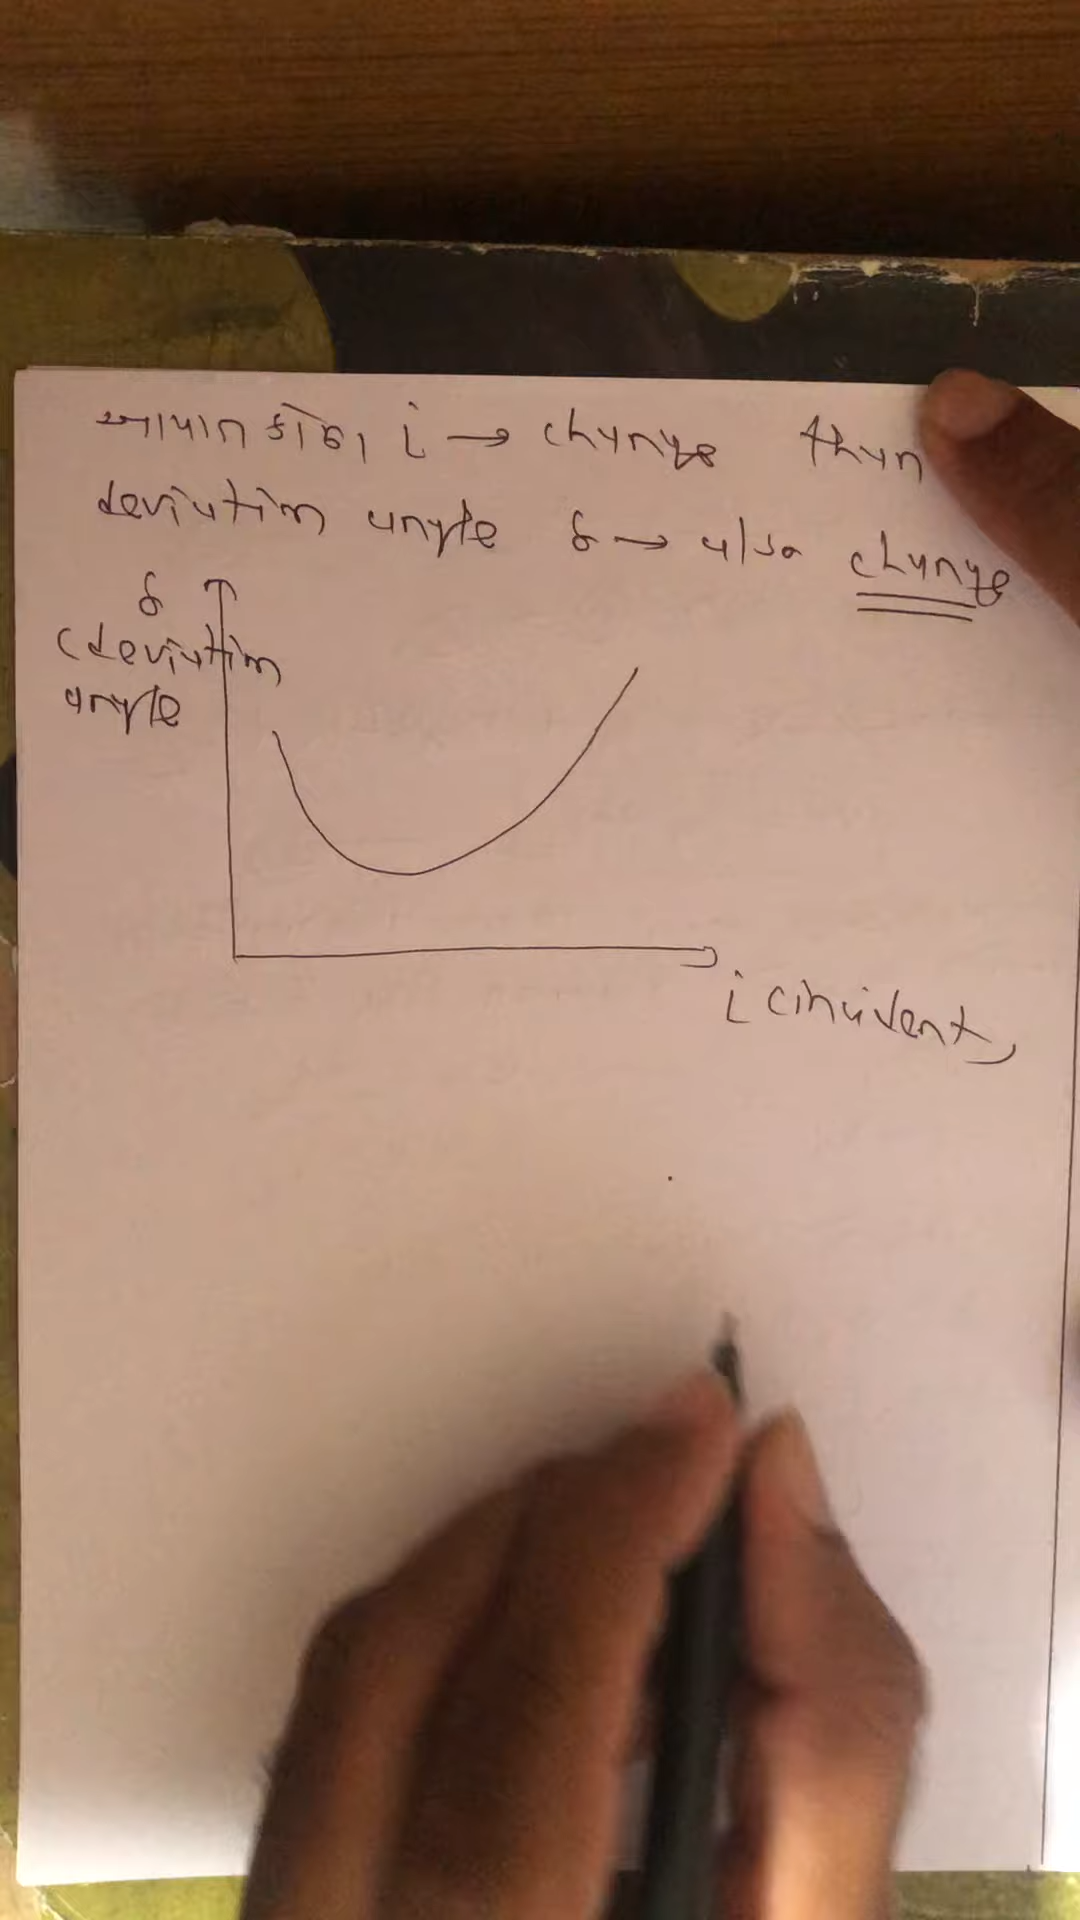 આપાત કોણ i → change than
deviation angle δ → also change
δ
(deviation
angle
i (incident)